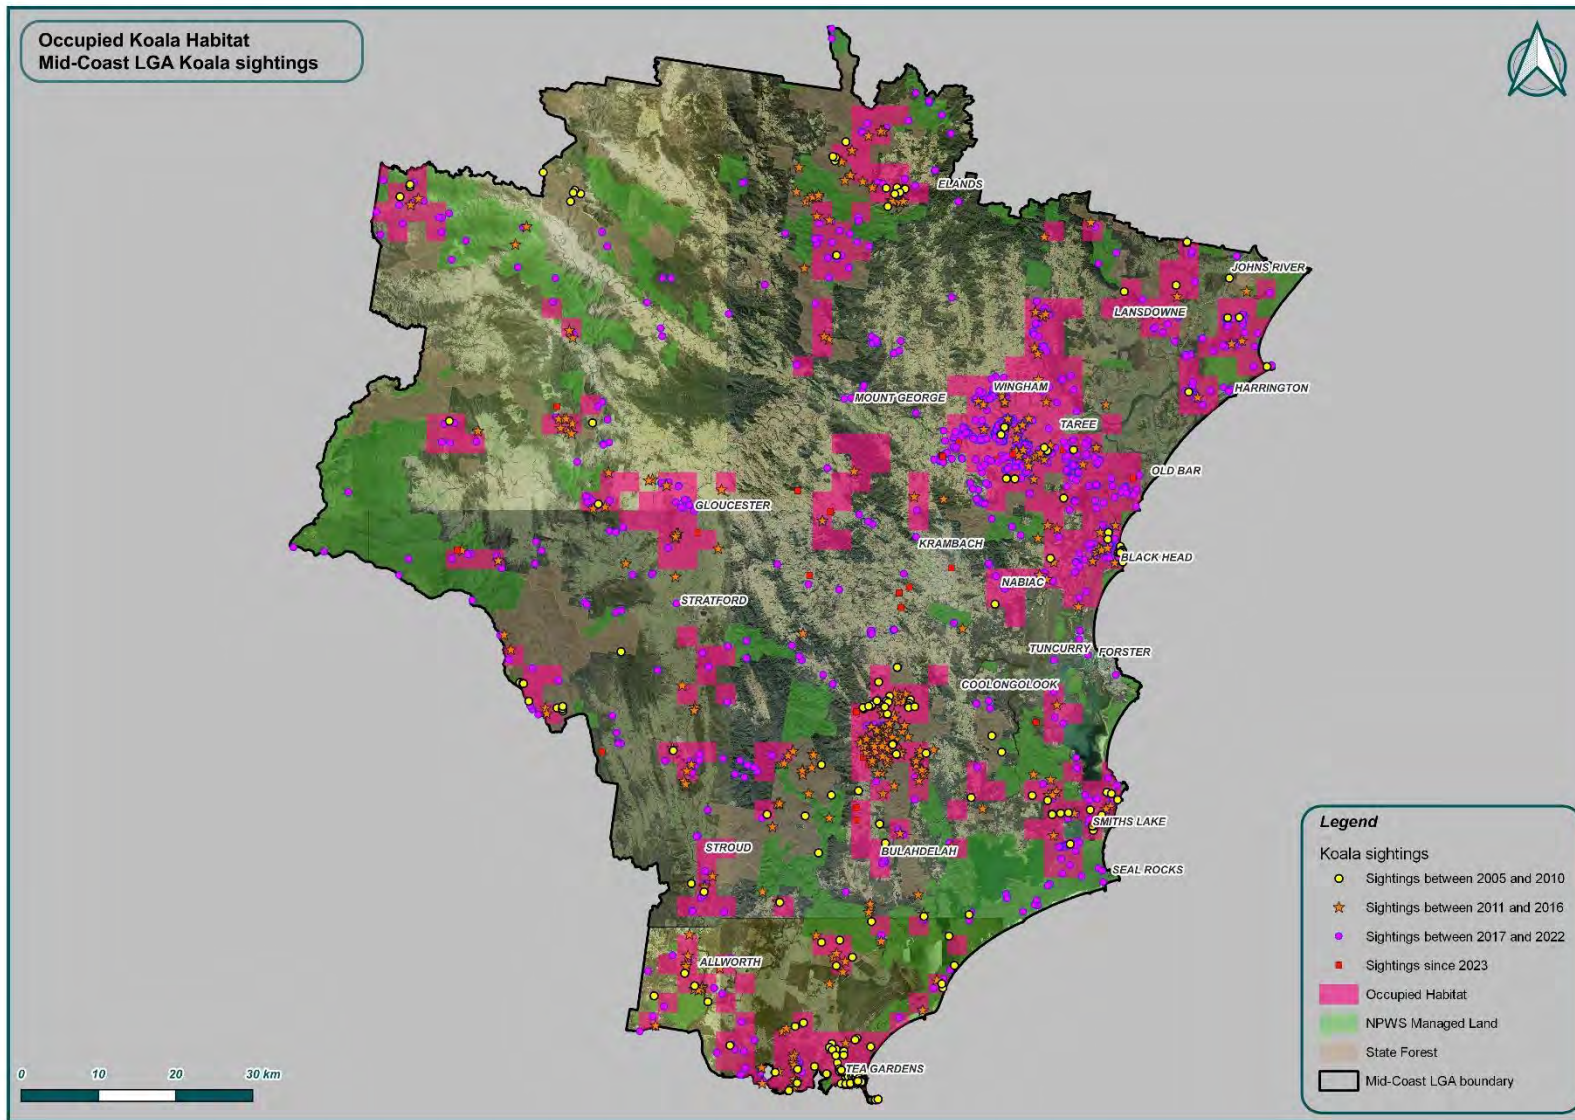 Occupied Koala Habitat
Mid-Coast LGA Koala sightings
ELANDS
JOHNS RIVER
LANSDOWNE
HARRINGTON
WINGHAM
MOUNT GEORGE
TAREE
OLD BAR
GLOUCESTER
KRAMBACH
BLACK HEAD
NABIAC
STRATFORD
TUNCURRY
FORSTER
COOLONGOLOOK
SMITHS LAKE
STROUD
BULAHDELAH
SEAL ROCKS
ALLWORTH
TEA GARDENS
Legend
Koala sightings
Sightings between 2005 and 2010
Sightings between 2011 and 2016
Sightings between 2017 and 2022
Sightings since 2023
Occupied Habitat
NPWS Managed Land
State Forest
Mid-Coast LGA boundary
0 10 20 30 km